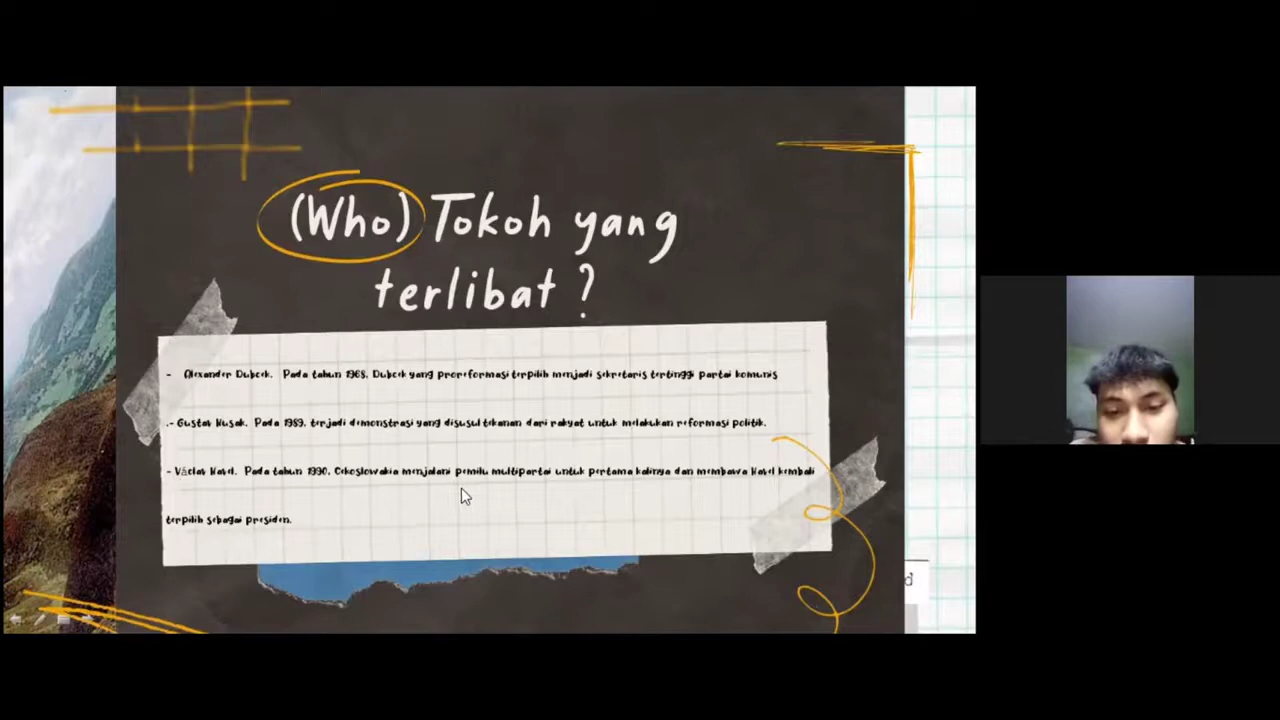 (Who) Tokoh yang
terlibat ?
- Alexander Dubcek. Pada tahun 1968, Dubcek yang proreformasi terpilih menjadi sekretaris tertinggi partai komunis
.- Gustav Husak. Pada 1989, terjadi demonstrasi yang disusul tekanan dari rakyat untuk melakukan reformasi politik.
- Václav Havel. Pada tahun 1990, Cekoslowakia menjalani pemilu multipartai untuk pertama kalinya dan membawa Havel kembali
terpilih sebagai presiden.